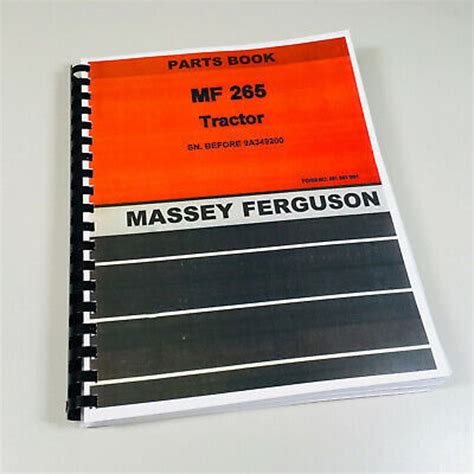 PARTS BOOK
MF 265
Tractor
SN. BEFORE 9A349200
MASSEY FERGUSON